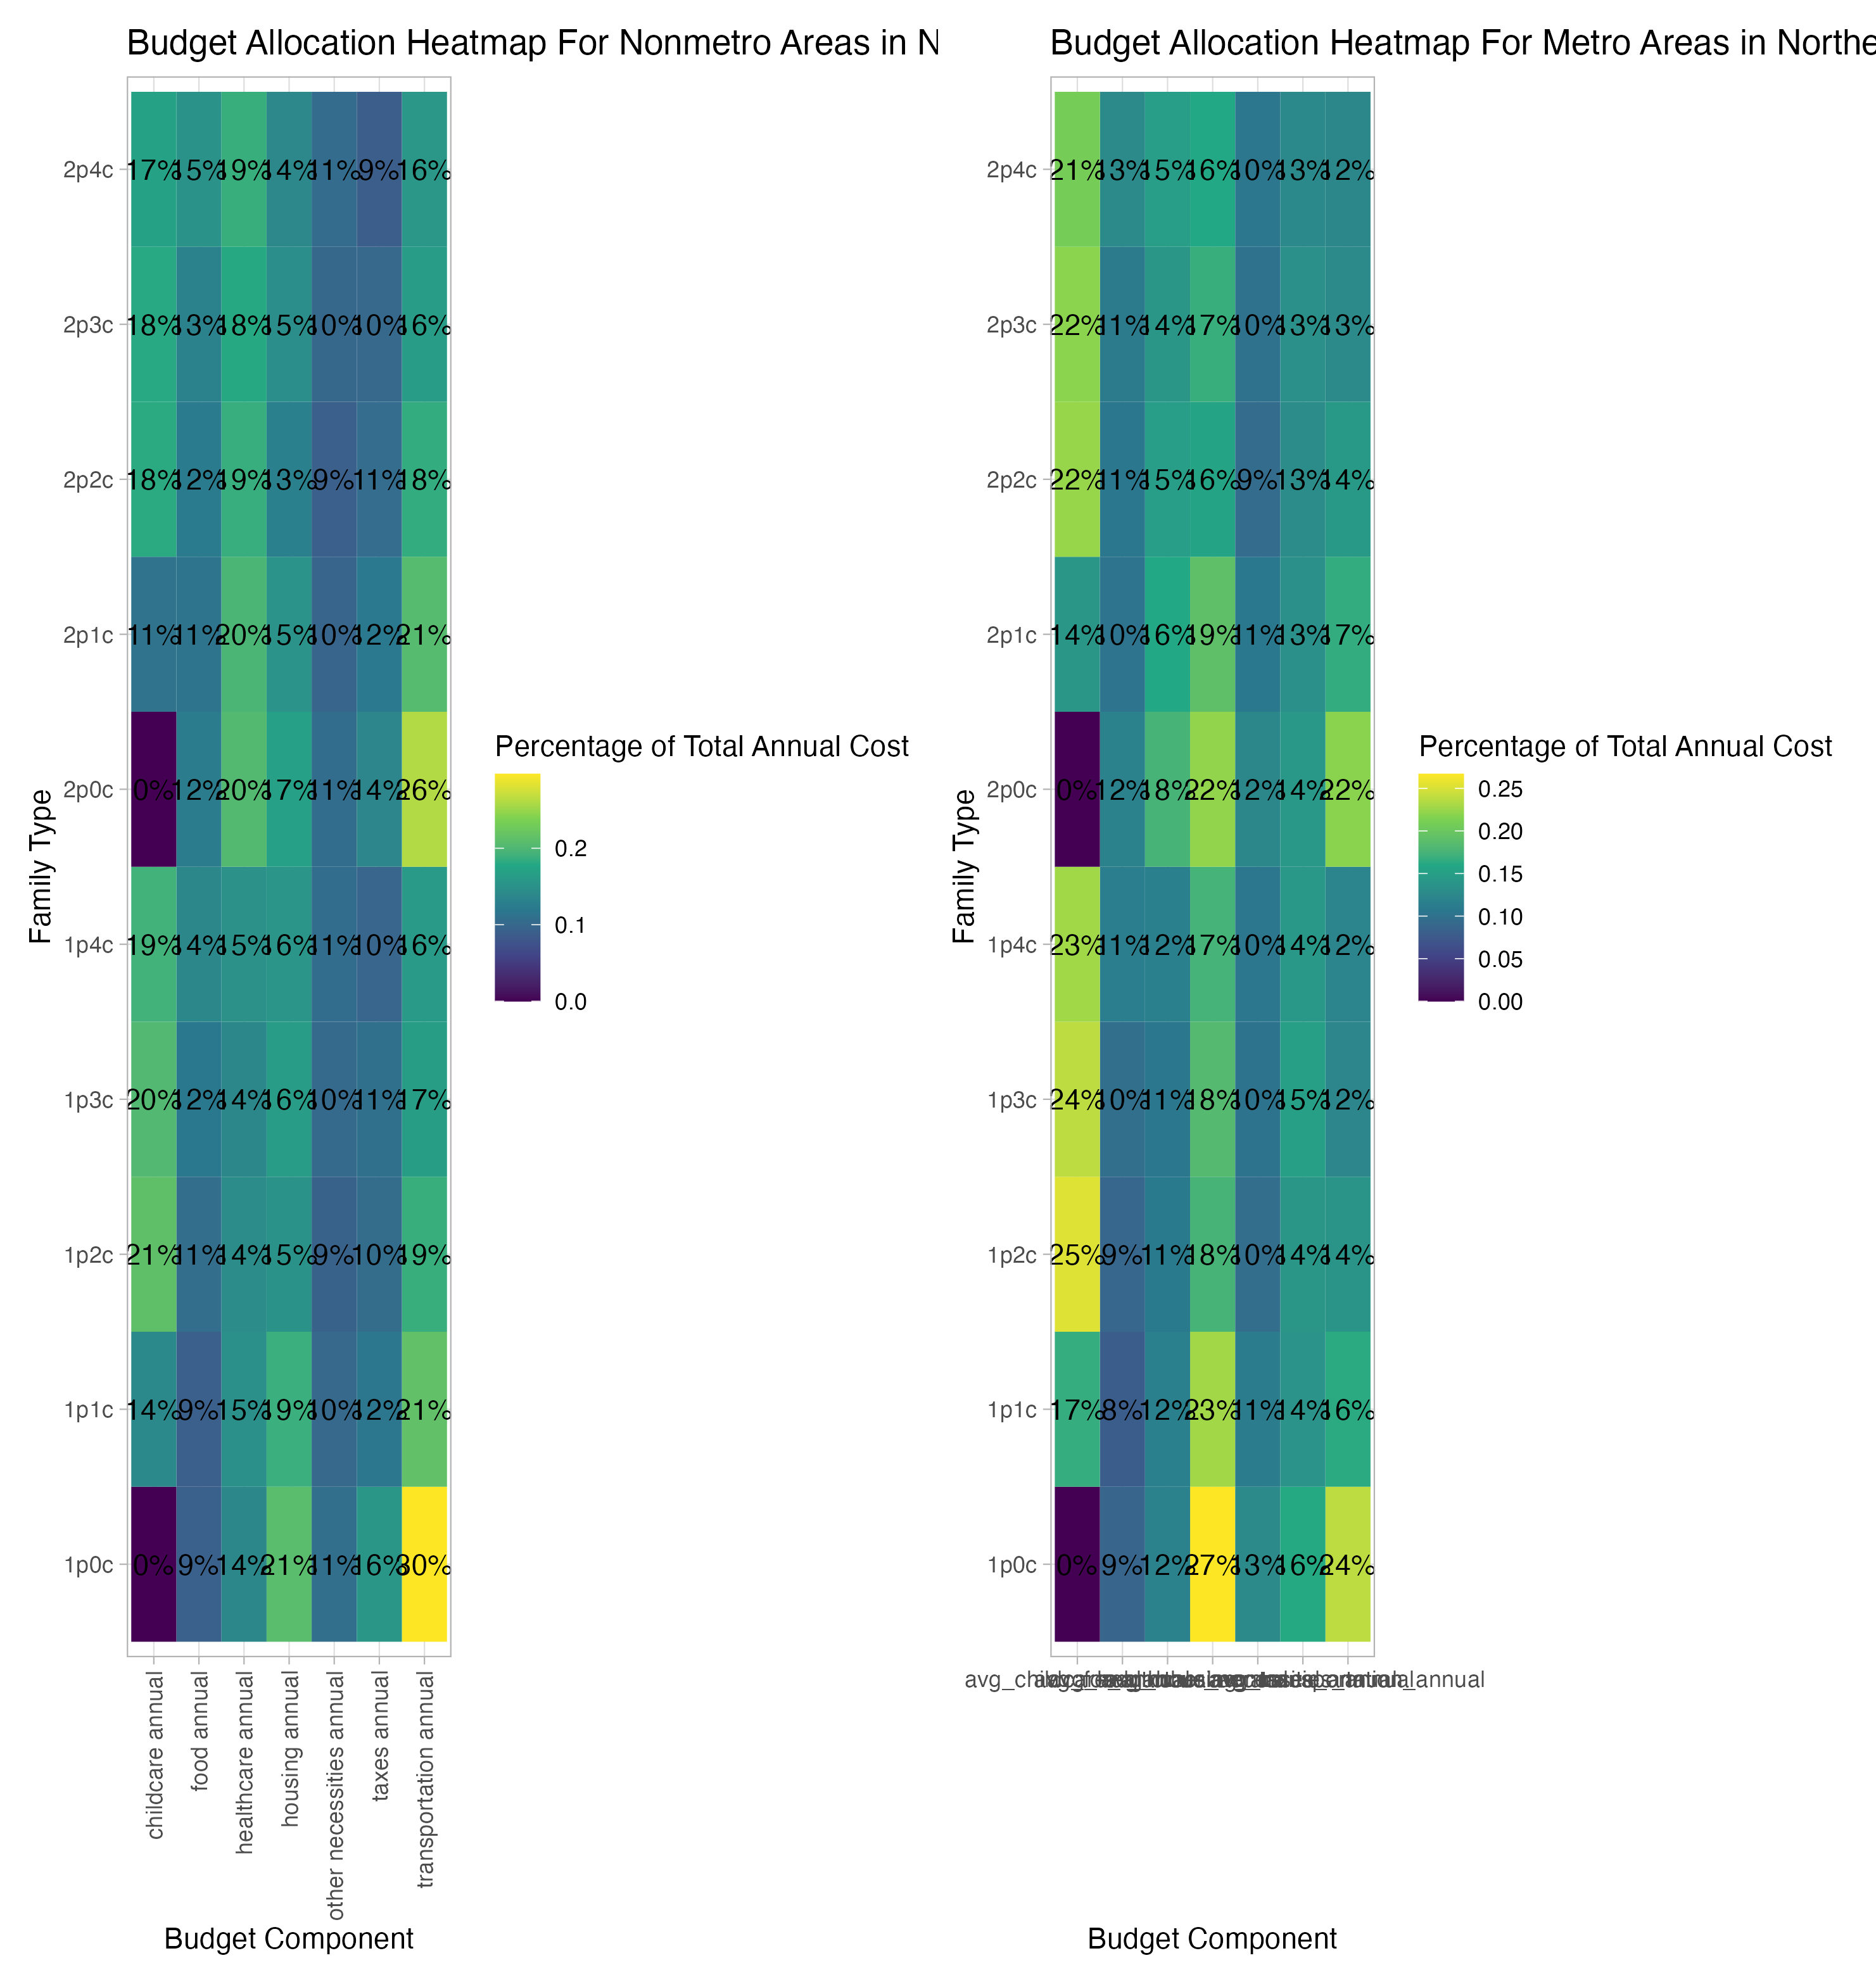 Budget Allocation Heatmap For Nonmetro Areas in N
2p4c 17% 15% 19% 14% 11% 9% 16%
2p3c 18% 13% 18% 15% 10% 10% 16%
2p2c 18% 12% 19% 13% 9% 11% 18%
2p1c 11% 11% 20% 15% 10% 12% 21%
2p0c 0% 12% 20% 17% 11% 14% 26%
1p4c 19% 14% 15% 16% 11% 10% 16%
1p3c 20% 12% 14% 16% 10% 11% 17%
1p2c 21% 11% 14% 15% 9% 10% 19%
1p1c 14% 9% 15% 19% 10% 12% 21%
1p0c 0% 9% 14% 21% 11% 16% 30%
Family Type
childcare annual
food annual
healthcare annual
housing annual
other necessities annual
taxes annual
transportation annual
Budget Component
Percentage of Total Annual Cost
0.2
0.1
0.0
Budget Allocation Heatmap For Metro Areas in Northe
2p4c 21% 13% 15% 16% 10% 13% 12%
2p3c 22% 11% 14% 17% 10% 13% 13%
2p2c 22% 11% 15% 16% 9% 13% 14%
2p1c 14% 10% 16% 19% 11% 13% 17%
2p0c 0% 12% 18% 22% 12% 14% 22%
1p4c 23% 11% 12% 17% 10% 14% 12%
1p3c 24% 10% 11% 18% 10% 15% 12%
1p2c 25% 9% 11% 18% 10% 14% 14%
1p1c 17% 8% 12% 23% 11% 14% 16%
1p0c 0% 9% 12% 27% 13% 16% 24%
Family Type
Budget Component
Percentage of Total Annual Cost
0.25
0.20
0.15
0.10
0.05
0.00